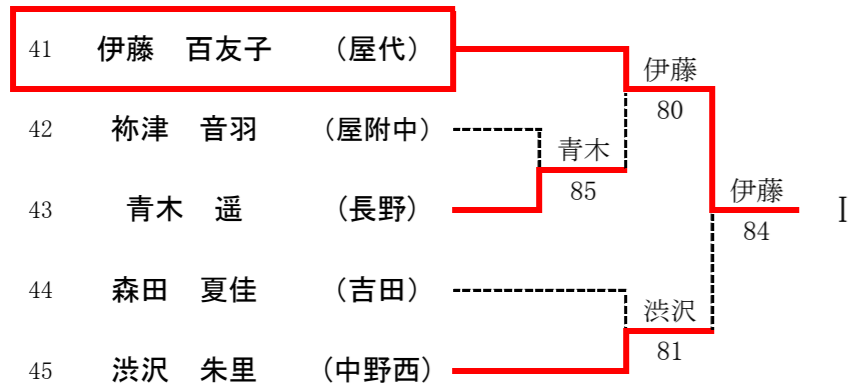 41 伊藤 百友子 （屋代）
伊藤
80
42 祢津 音羽 （屋附中）
青木
85
伊藤
84
I
43 青木 遥 （長野）
44 森田 夏佳 （吉田）
渋沢
81
45 渋沢 朱里 （中野西）